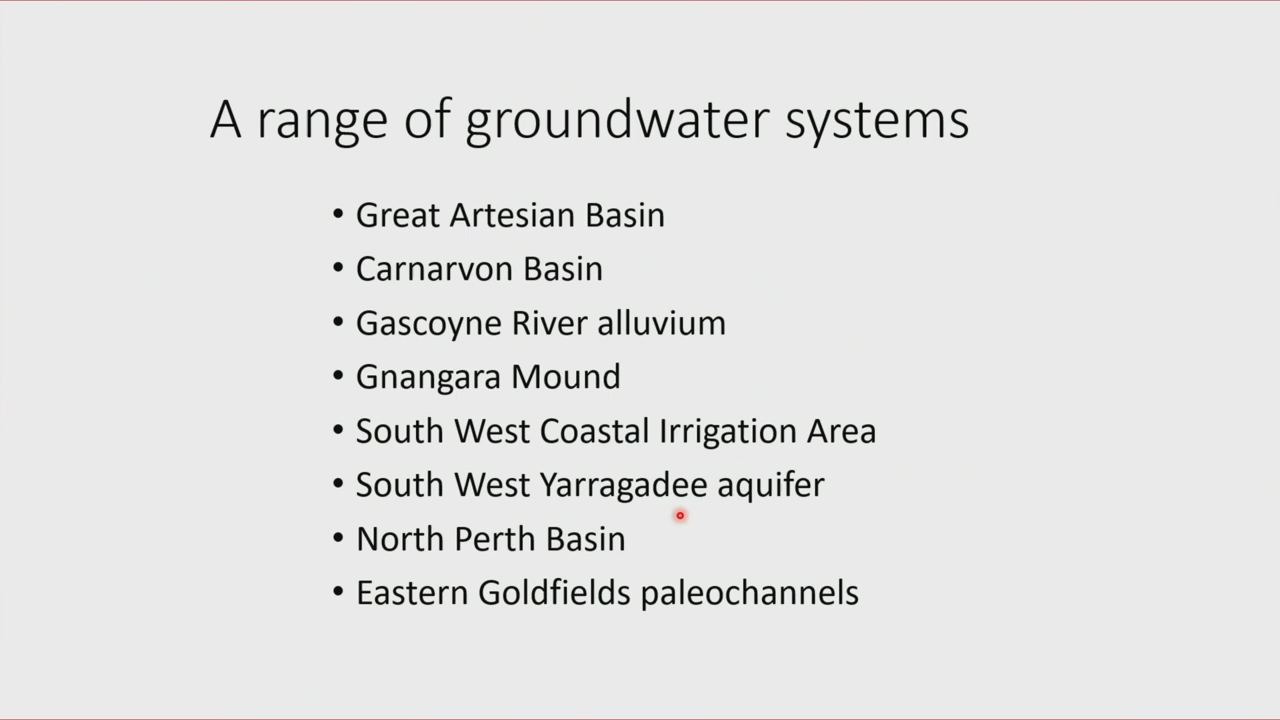 A range of groundwater systems
• Great Artesian Basin
• Carnarvon Basin
• Gascoyne River alluvium
• Gnangara Mound
• South West Coastal Irrigation Area
• South West Yarragadee aquifer
• North Perth Basin
• Eastern Goldfields paleochannels